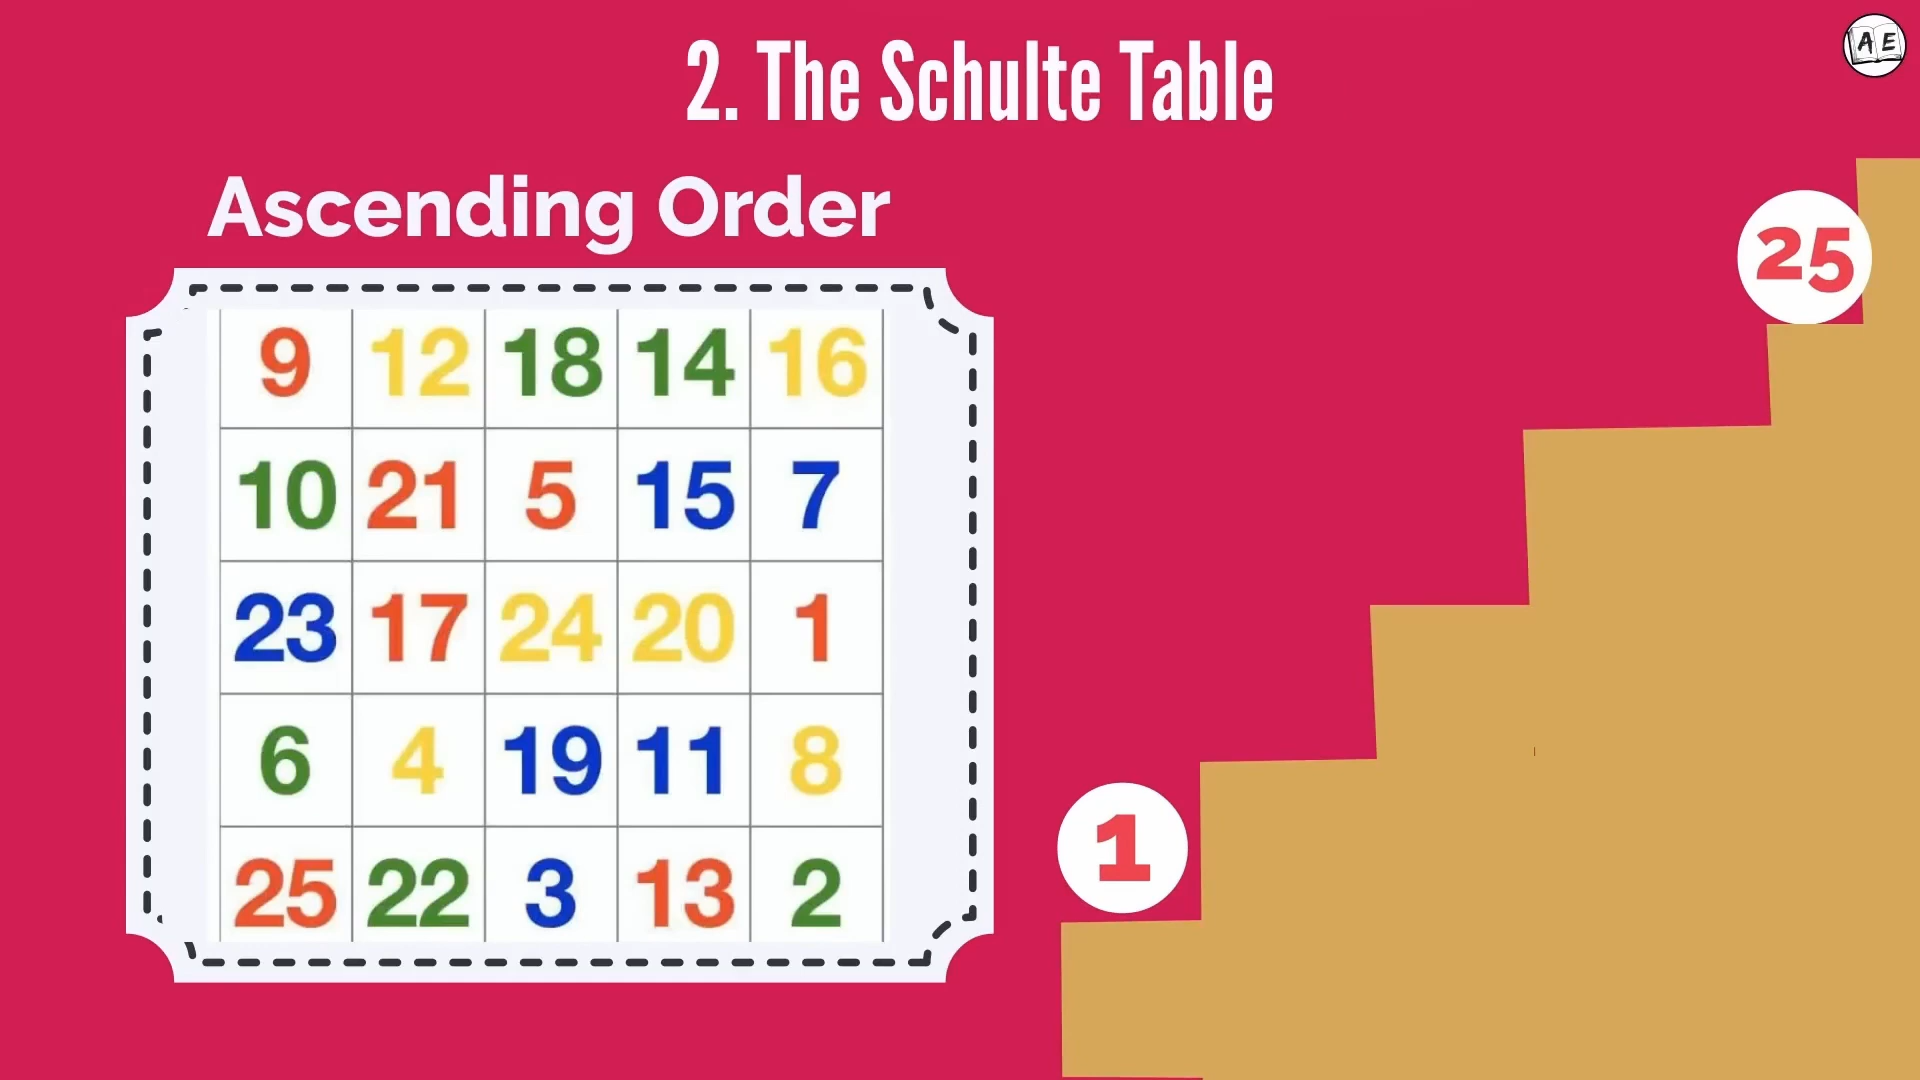 A E
2. The Schulte Table
Ascending Order
9 12 18 14 16
10 21 5 15 7
23 17 24 20 1
6 4 19 11 8
25 22 3 13 2
25
1